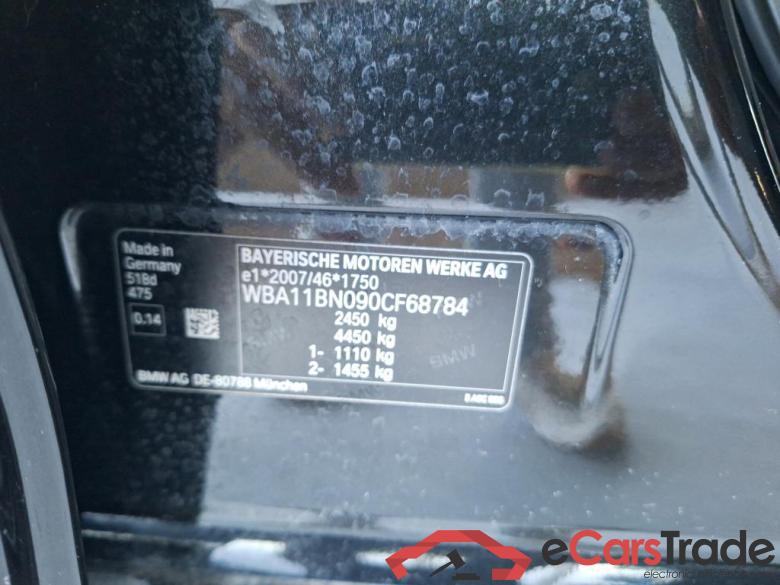 Made in
Germany
518d
475
0.14
BAYERISCHE MOTOREN WERKE AG
e1*2007/46*1750
WBA11BN090CF68784
2450 kg
4450 kg
1- 1110 kg
2- 1455 kg
BMW
BMW AG DE-80788 München
eCarsTrade